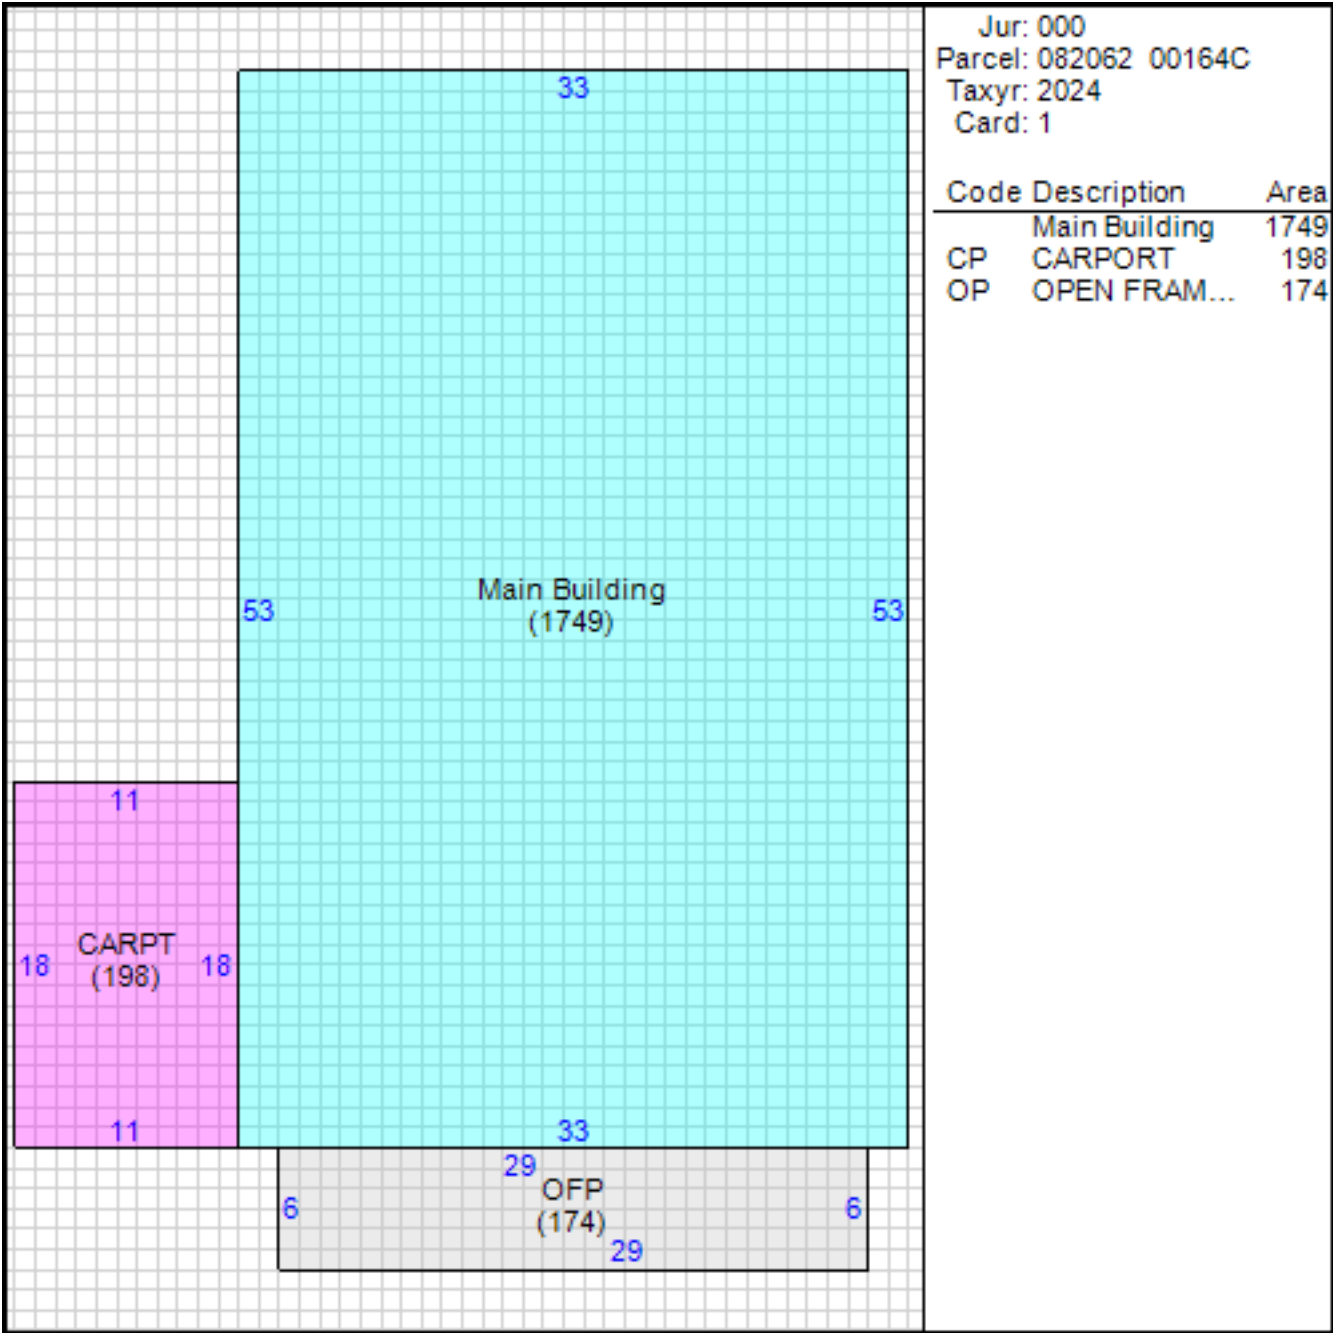 Jur: 000
Parcel: 082062 00164C
Taxyr: 2024
Card: 1
Code Description Area
Main Building 1749
CP CARPORT 198
OP OPEN FRAM... 174
33
53
Main Building
(1749)
53
33
11
18
CARPT
(198)
18
11
29
6
OFP
(174)
6
29